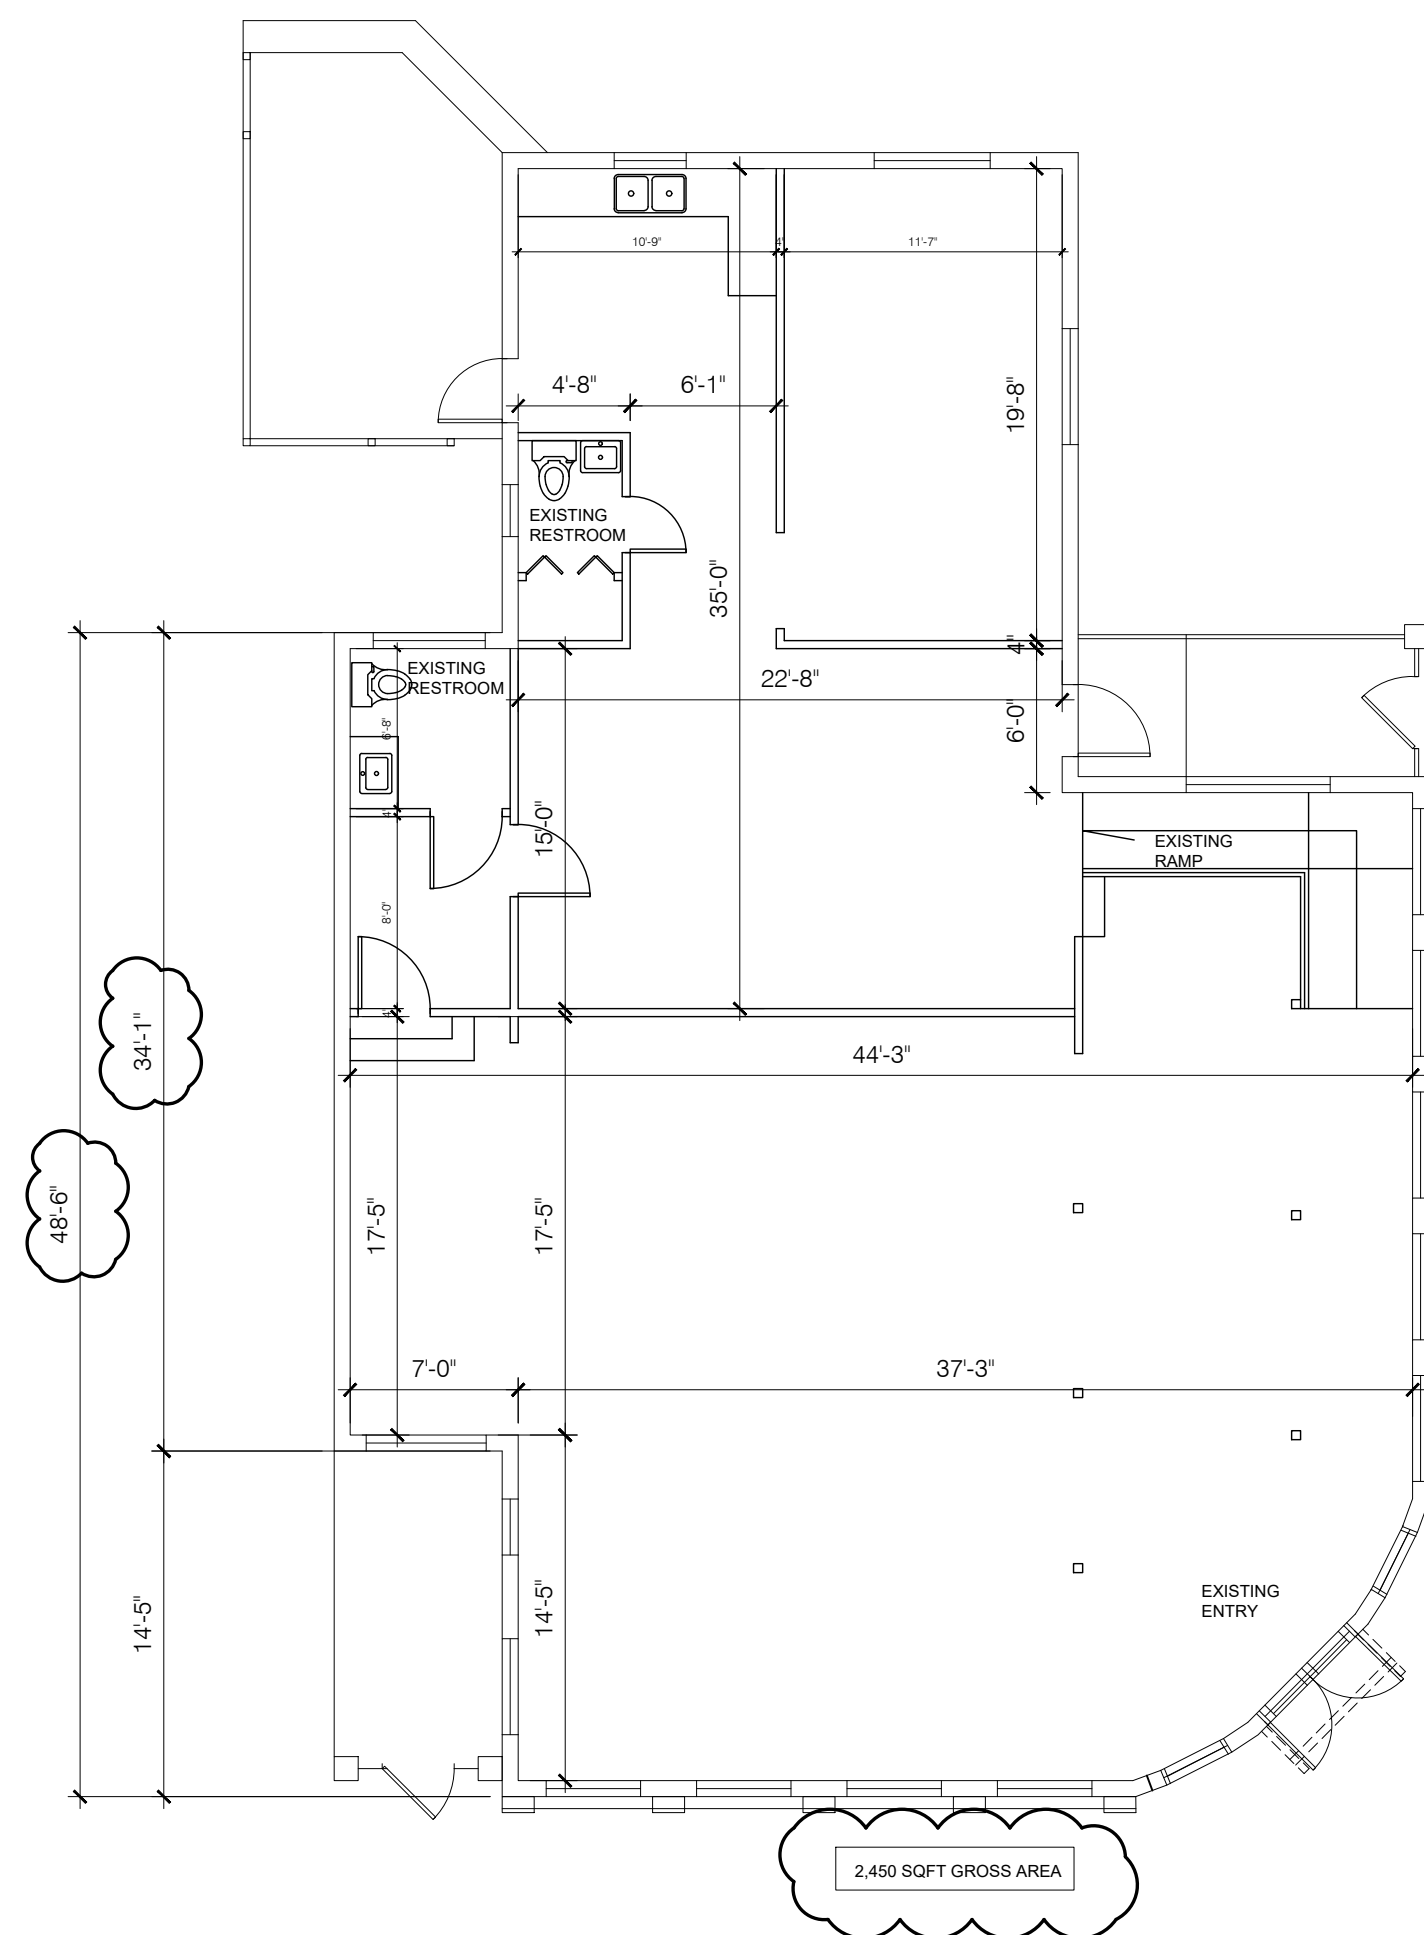 10'-9"
4"
11'-7"
4'-8"
6'-1"
19'-8"
EXISTING
RESTROOM
35'-0"
4"
EXISTING
RESTROOM
22'-8"
6'-0"
6'-8"
4"
15'-0"
EXISTING
RAMP
8'-0"
4"
34'-1"
44'-3"
48'-6"
17'-5"
17'-5"
7'-0"
37'-3"
14'-5"
14'-5"
EXISTING
ENTRY
2,450 SQFT GROSS AREA